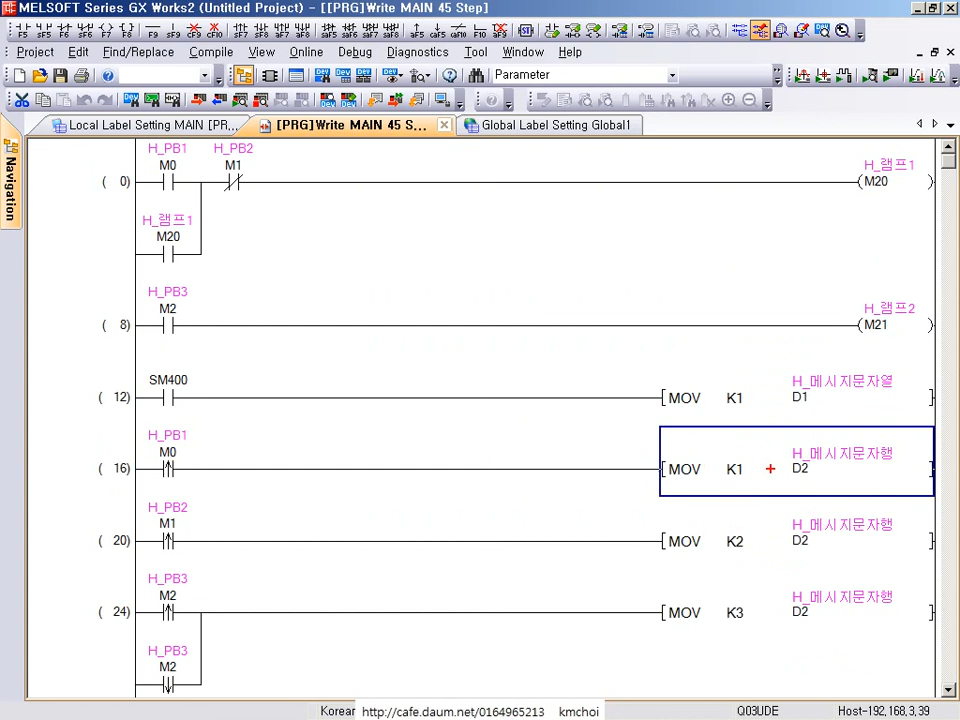 MELSOFT Series GX Works2 (Untitled Project) - [[PRG]Write MAIN 45 Step]
Project Edit Find/Replace Compile View Online Debug Diagnostics Tool Window Help
Parameter
Local Label Setting MAIN [PR,...
[PRG]Write MAIN 45 S...
Global Label Setting Global1
Navigation
H_PB1 H_PB2 H_램프1
M0 M1
( 0) M20
H_램프1
M20
H_PB3 H_램프2
M2
( 8) M21
SM400 H_메시지문자열
( 12) MOV K1 D1
H_PB1 H_메시지문자행
M0
( 16) MOV K1 D2
H_PB2 H_메시지문자행
M1
( 20) MOV K2 D2
H_PB3 H_메시지문자행
M2
( 24) MOV K3 D2
H_PB3
M2
Korean http://cafe.daum.net/0164965213 kmchoi Q03UDE Host-192,168,3,39